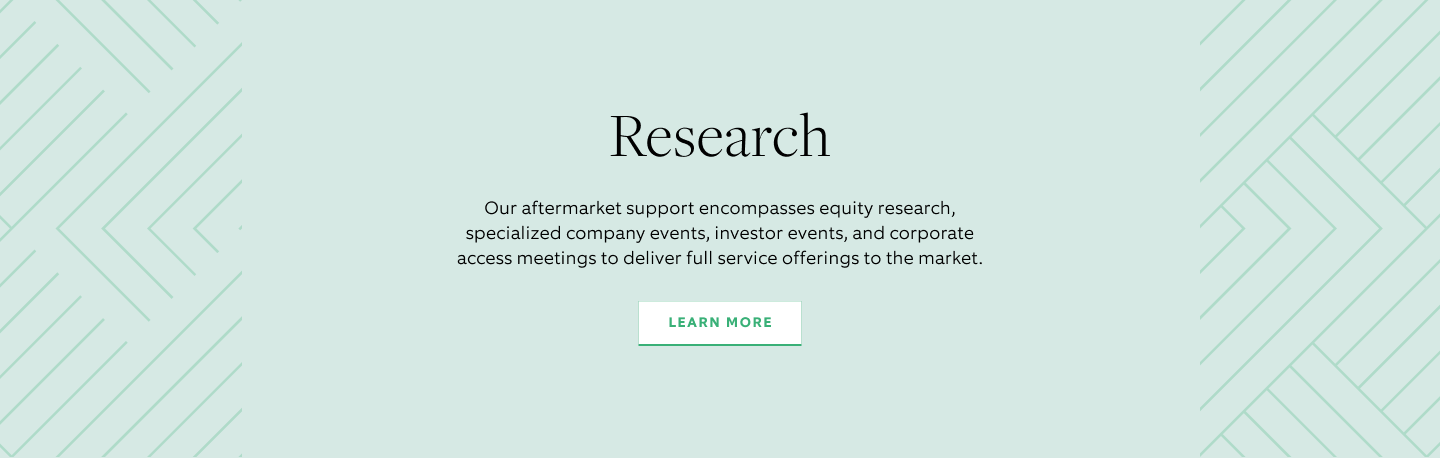 Research
Our aftermarket support encompasses equity research,
specialized company events, investor events, and corporate
access meetings to deliver full service offerings to the market.
LEARN MORE